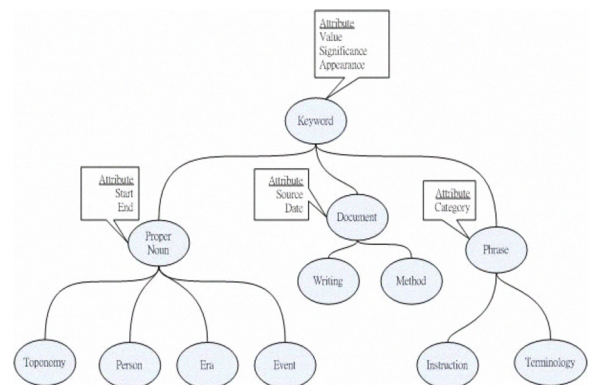 Attribute
Value
Significance
Appearance
Keyword
Attribute
Start
End
Attribute
Source
Date
Attribute
Category
Proper
Noun
Document
Phrase
Writing
Method
Toponomy
Person
Era
Event
Instruction
Terminology